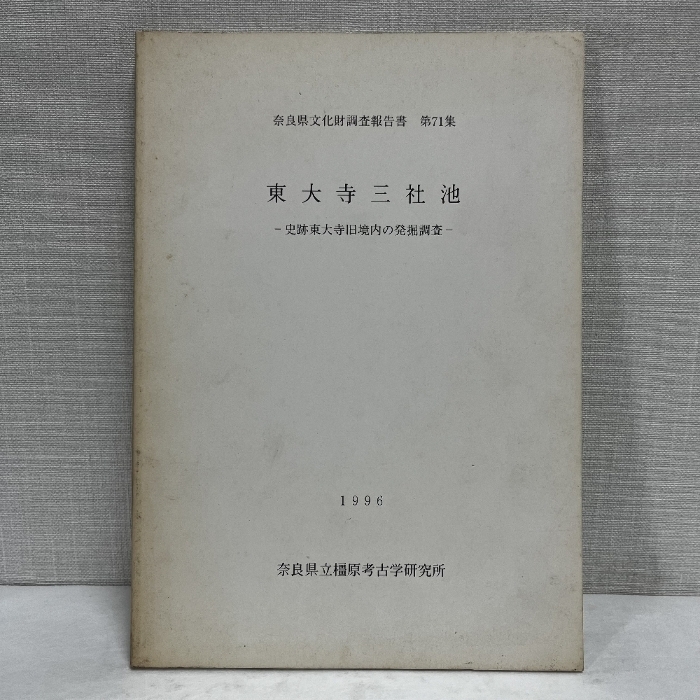 奈良県文化財調査報告書　第71集
東大寺三社池
－史跡東大寺旧境内の発掘調査－
1996
奈良県立橿原考古学研究所